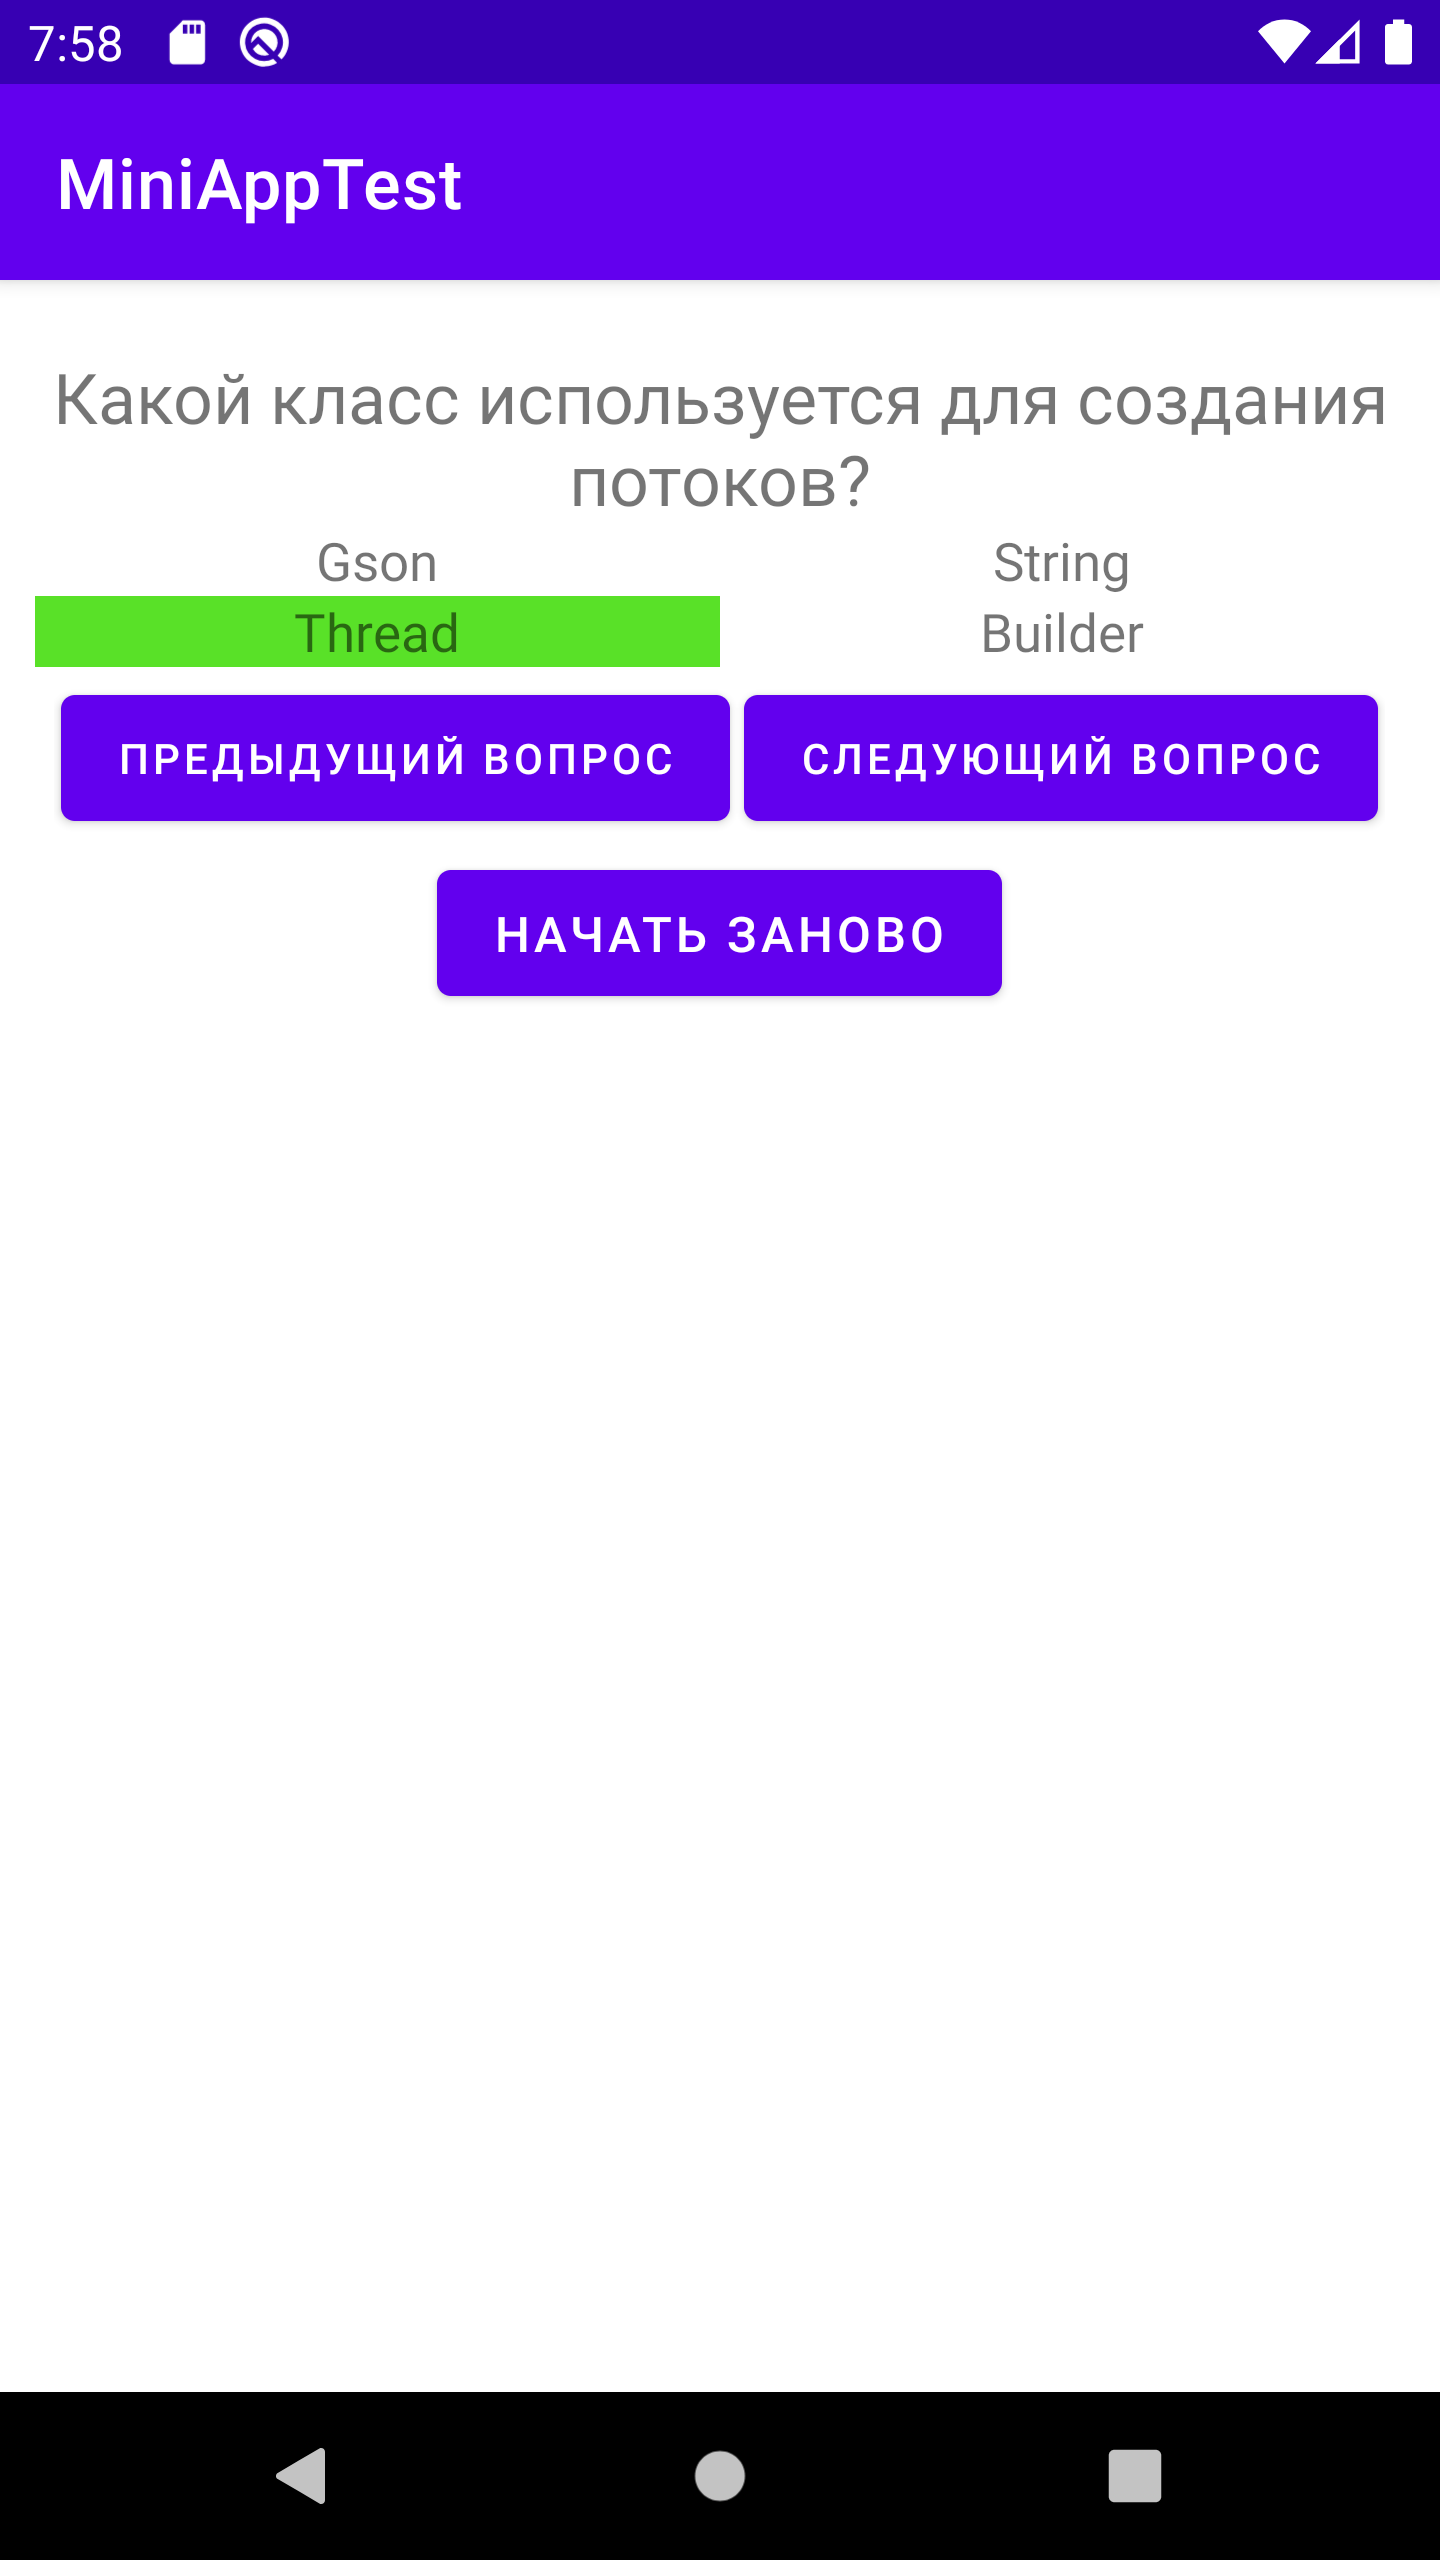 7:58
MiniAppTest
Какой класс используется для создания
потоков?
Gson
String
Thread
Builder
ПРЕДЫДУЩИЙ ВОПРОС
СЛЕДУЮЩИЙ ВОПРОС
НАЧАТЬ ЗАНОВО